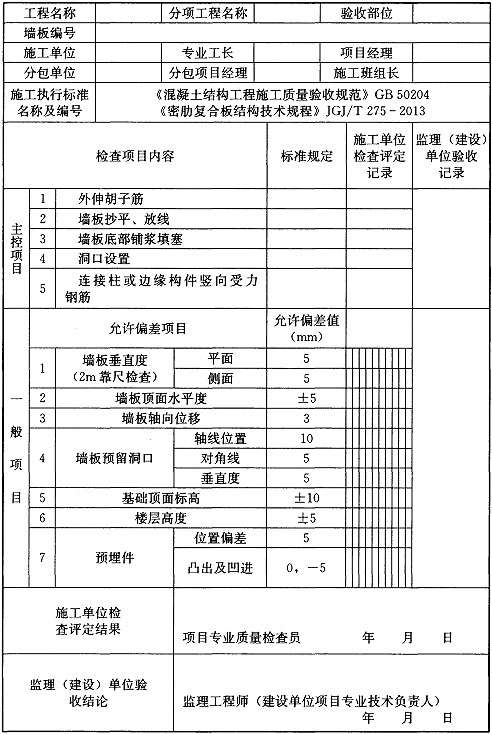 工程名称 分项工程名称 验收部位
墙板编号
施工单位 专业工长 项目经理
分包单位 分包项目经理 施工班组长
施工执行标准
名称及编号
《混凝土结构工程施工质量验收规范》GB 50204
《密肋复合板结构技术规程》JGJ/T 275-2013
检查项目内容 标准规定
施工单位
检查评定
记录
监理（建设）
单位验收
记录
主控项目
1 外伸胡子筋
2 墙板抄平、放线
3 墙板底部铺浆填塞
4 洞口设置
5 连接柱或边缘构件竖向受力
钢筋
一般项目
允许偏差项目
允许偏差值
（mm）
1 墙板垂直度
（2m靠尺检查）
平面 5
侧面 5
2 墙板顶面水平度 ±5
3 墙板轴向位移 3
4 墙板预留洞口
轴线位置 10
对角线 5
垂直度 5
5 基础顶面标高 ±10
6 楼层高度 ±5
7 预埋件
位置偏差 5
凸出及凹进 0，-5
施工单位检
查评定结果
项目专业质量检查员 年 月 日
监理（建设）单位验
收结论
监理工程师（建设单位项目专业技术负责人）
年 月 日